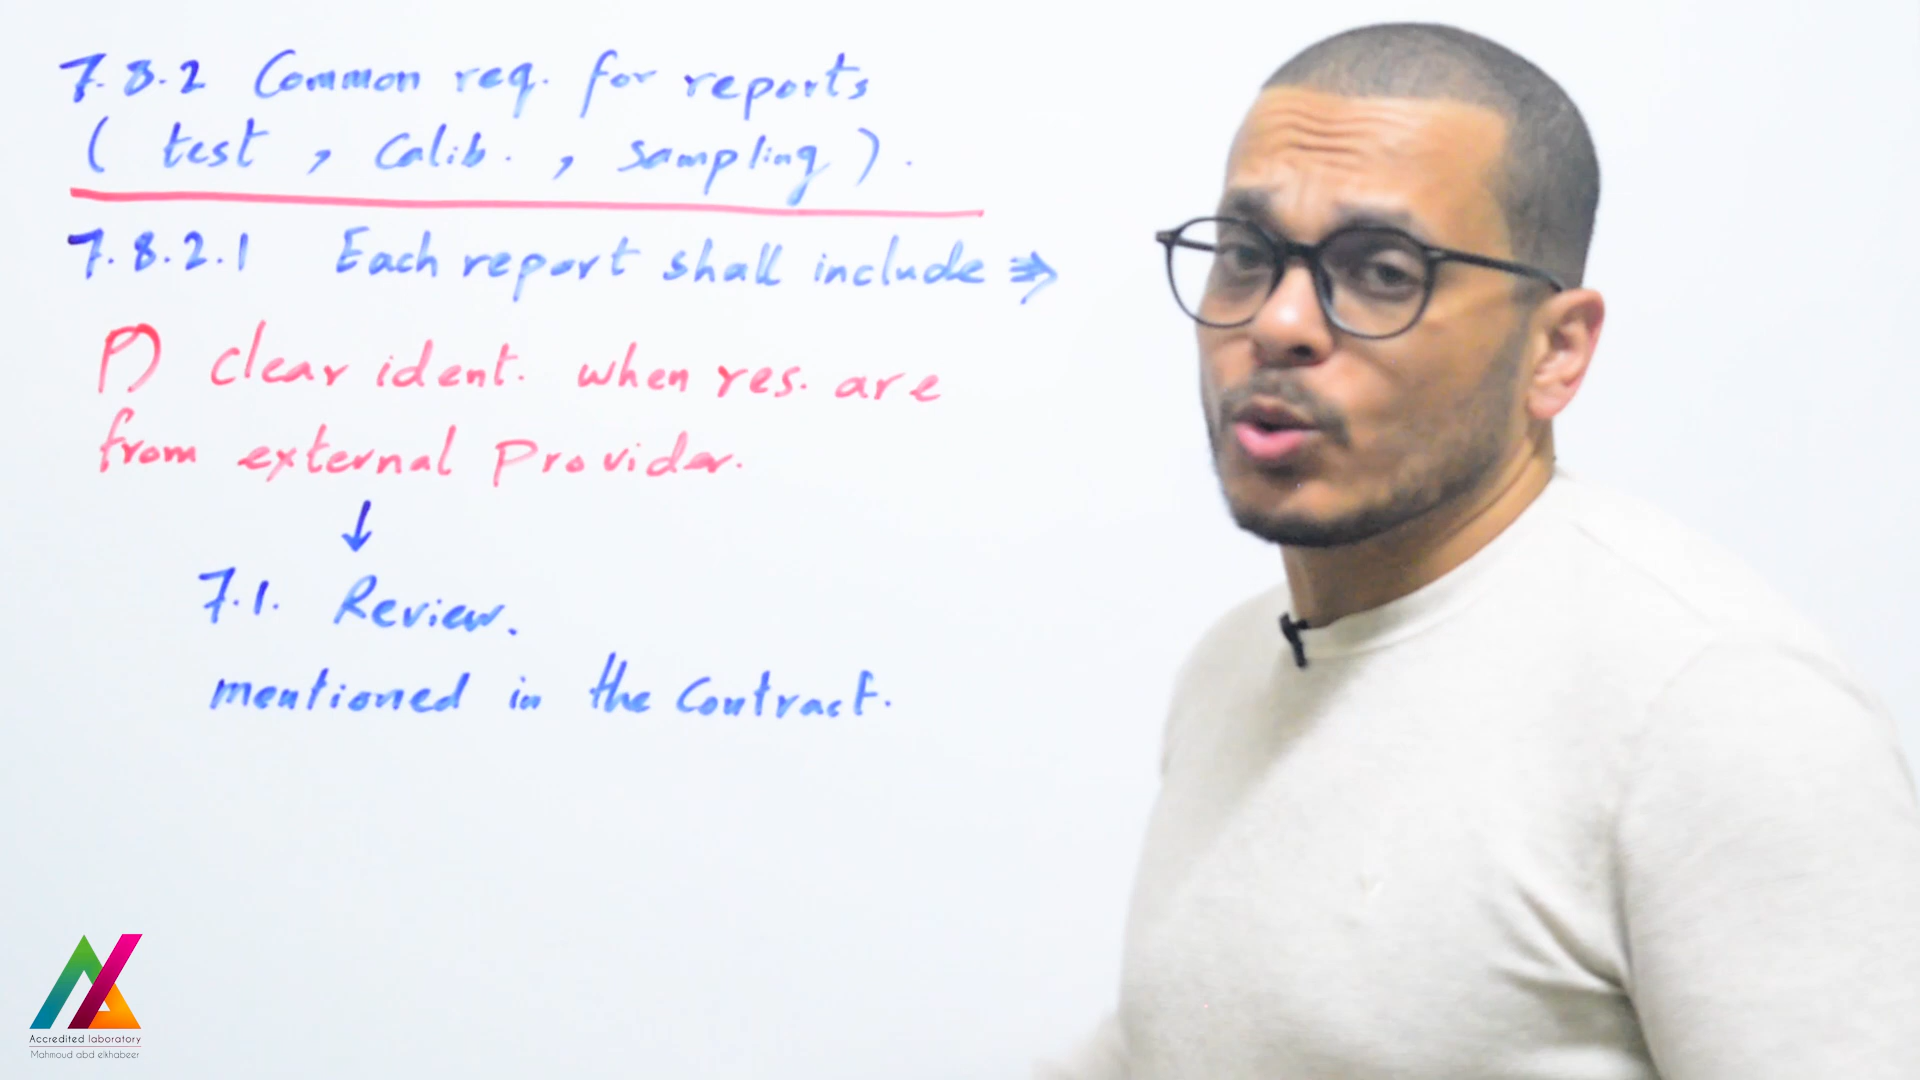 7.8.2 Common req. for reports
( test , Calib. , sampling ).
7.8.2.1 Each report shall include ⇒
P) clear ident. when res. are
from external Provider.
↓
7.1. Review.
mentioned in the Contract.
Accredited laboratory
Mahmoud abd elkhabeer